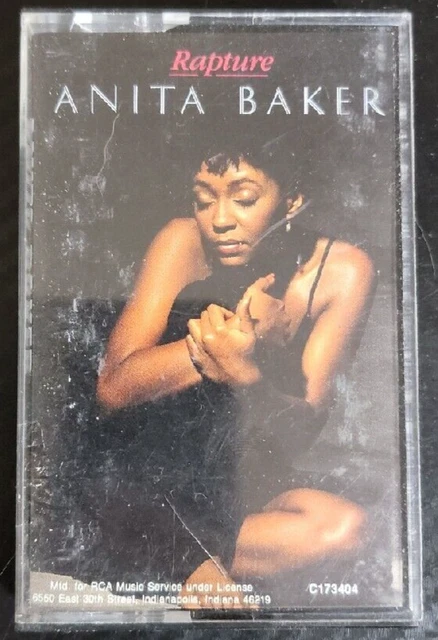 Rapture
ANITA BAKER
Mfd. for RCA Music Service under License
6550 East 30th Street, Indianapolis, Indiana 46219
C173404